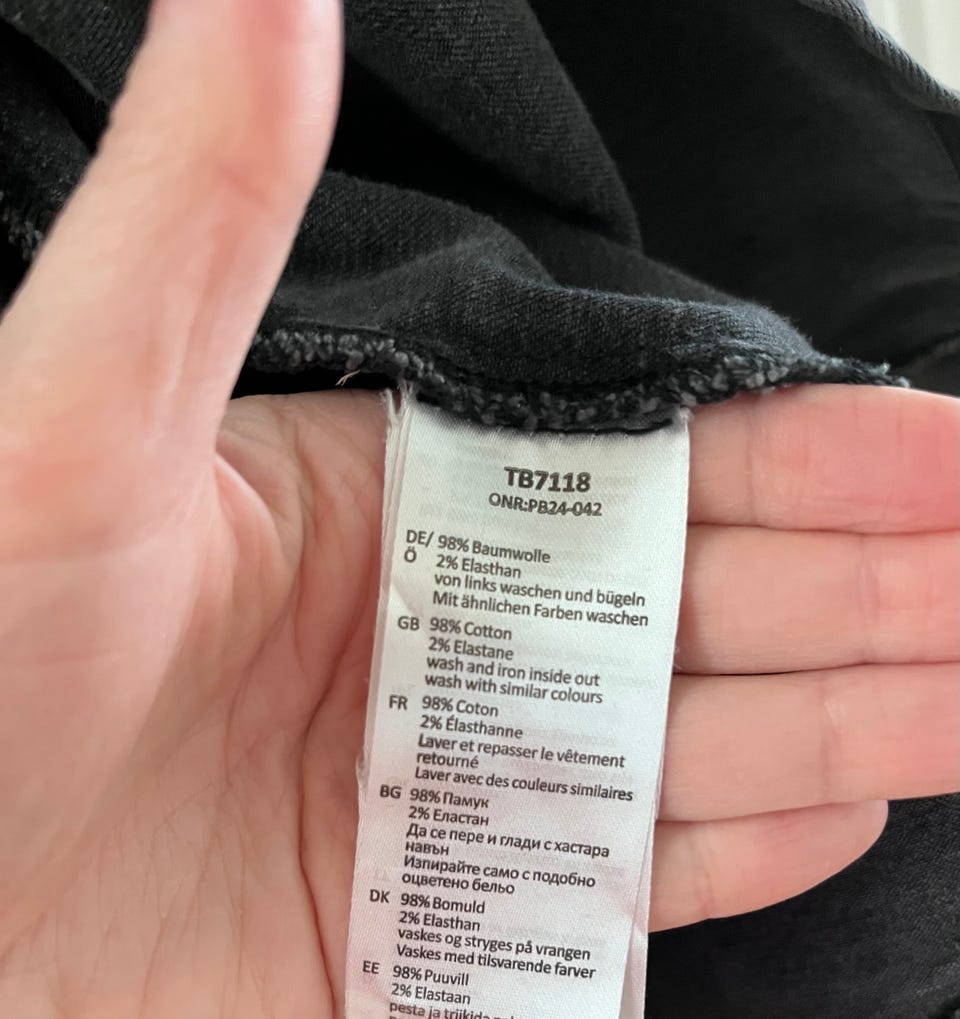 TB7118
ONR:PB24-042
DE/ 98% Baumwolle
Ö 2% Elasthan
von links waschen und bügeln
Mit ähnlichen Farben waschen
GB 98% Cotton
2% Elastane
wash and iron inside out
wash with similar colours
FR 98% Coton
2% Élasthanne
Laver et repasser le vêtement
retourné
Laver avec des couleurs similaires
BG 98% Памук
2% Еластан
Да се пере и глади с хастара
навън
Изпирайте само с подобно
оцветено бельо
DK 98% Bomuld
2% Elasthan
vaskes og stryges på vrangen
Vaskes med tilsvarende farver
EE 98% Puuvill
2% Elastaan
pesta ja triikida